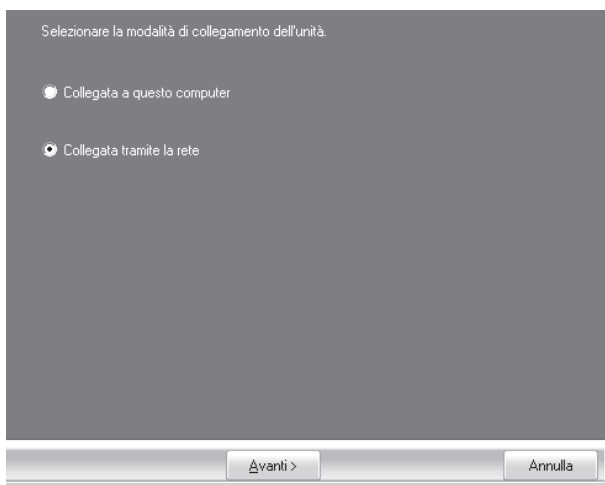 Selezionare la modalità di collegamento dell'unità.
Collegata a questo computer
Collegata tramite la rete
Avanti >
Annulla